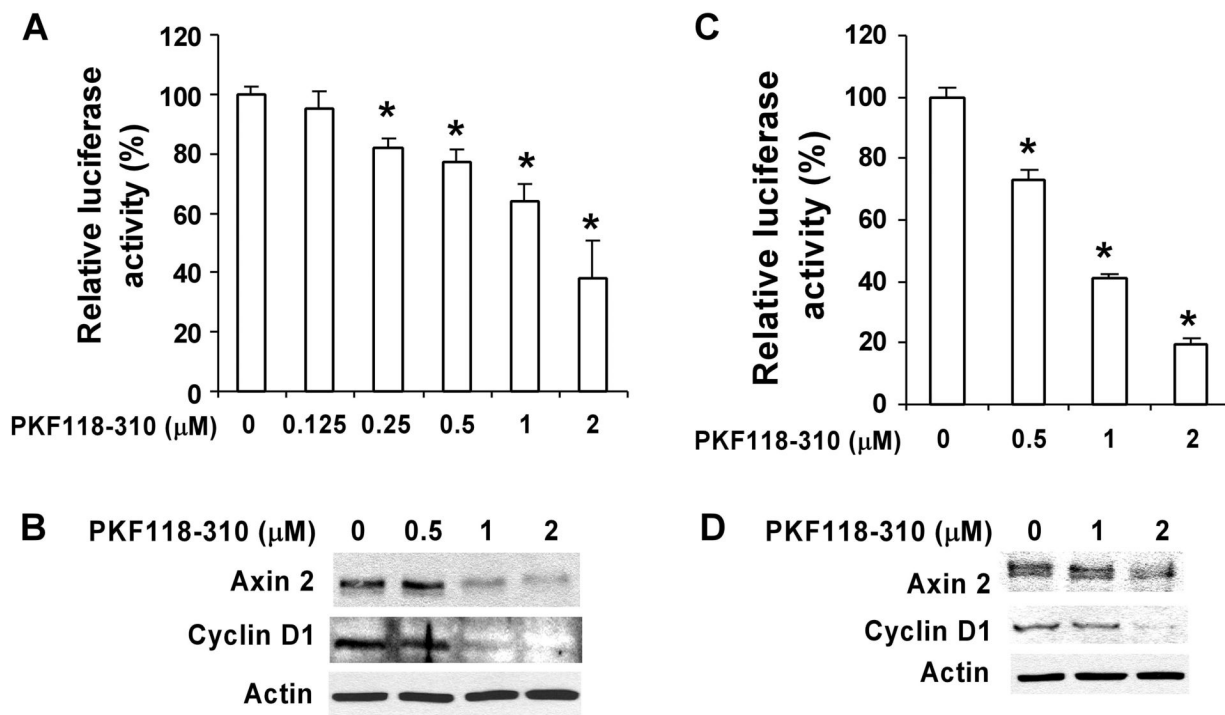 A
Relative luciferase
activity (%)
120
100
80
60
40
20
0
* * * *
PKF118-310 (μM) 0 0.125 0.25 0.5 1 2
B
PKF118-310 (μM) 0 0.5 1 2
Axin 2
Cyclin D1
Actin
C
Relative luciferase
activity (%)
120
100
80
60
40
20
0
* * *
PKF118-310 (μM) 0 0.5 1 2
D
PKF118-310 (μM) 0 1 2
Axin 2
Cyclin D1
Actin